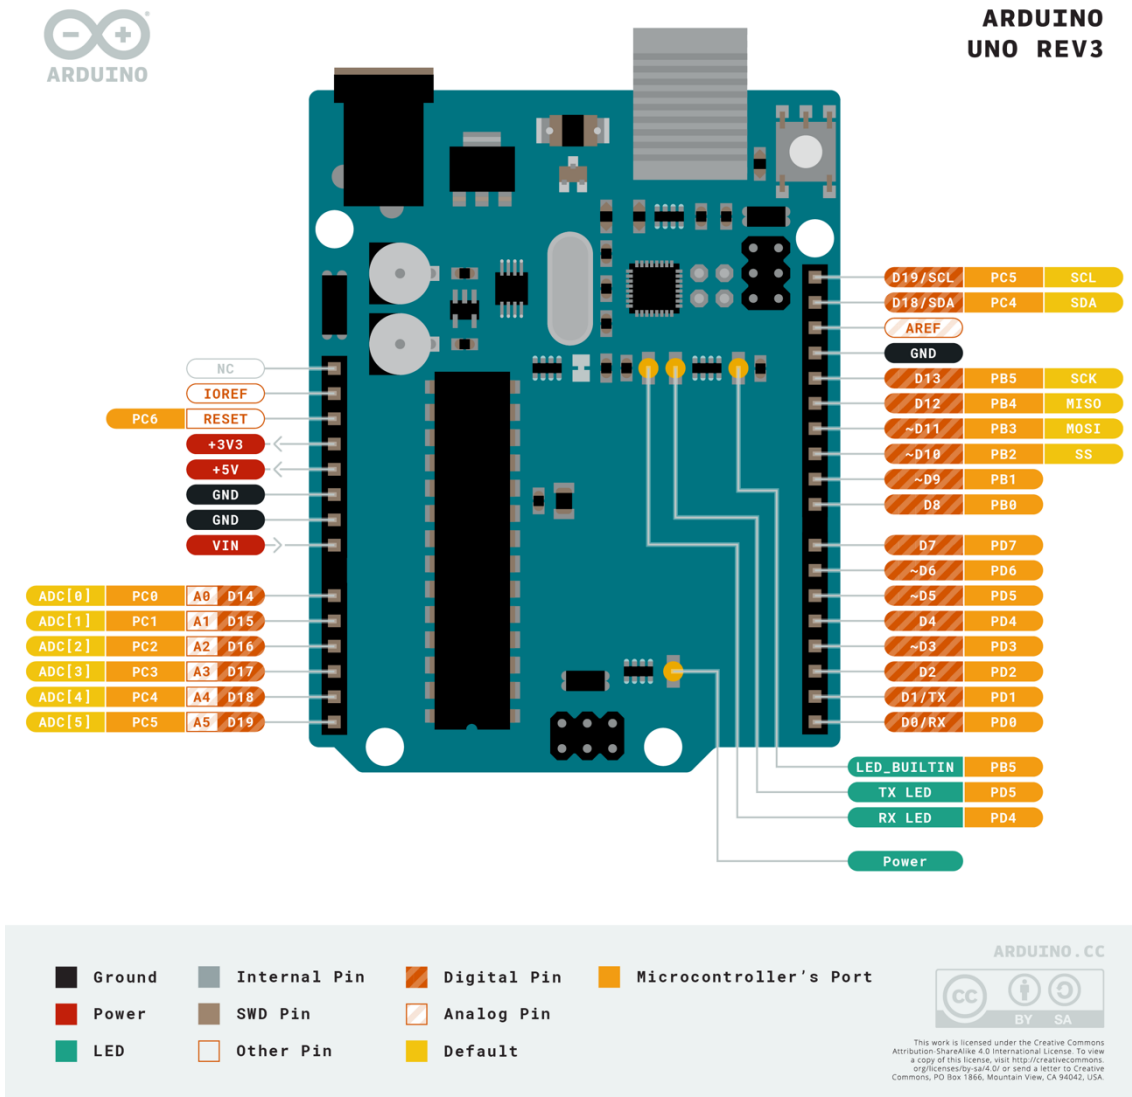 ARDUINO
ARDUINO
UNO REV3
D19/SCL PC5 SCL
D18/SDA PC4 SDA
AREF
GND
NC
D13 PB5 SCK
IOREF
D12 PB4 MISO
PC6 RESET
~D11 PB3 MOSI
+3V3
~D10 PB2 SS
+5V
~D9 PB1
GND
D8 PB0
GND
VIN
D7 PD7
~D6 PD6
ADC[0] PC0 A0 D14
~D5 PD5
ADC[1] PC1 A1 D15
D4 PD4
ADC[2] PC2 A2 D16
~D3 PD3
ADC[3] PC3 A3 D17
D2 PD2
ADC[4] PC4 A4 D18
D1/TX PD1
ADC[5] PC5 A5 D19
D0/RX PD0
LED_BUILTIN PB5
TX LED PD5
RX LED PD4
Power
Ground
Internal Pin
Digital Pin
Microcontroller's Port
Power
SWD Pin
Analog Pin
LED
Other Pin
Default
ARDUINO.CC
cc
BY SA
This work is licensed under the Creative Commons
Attribution-ShareAlike 4.0 International License. To view
a copy of this license, visit http://creativecommons.
org/licenses/by-sa/4.0/ or send a letter to Creative
Commons, PO Box 1866, Mountain View, CA 94042, USA.